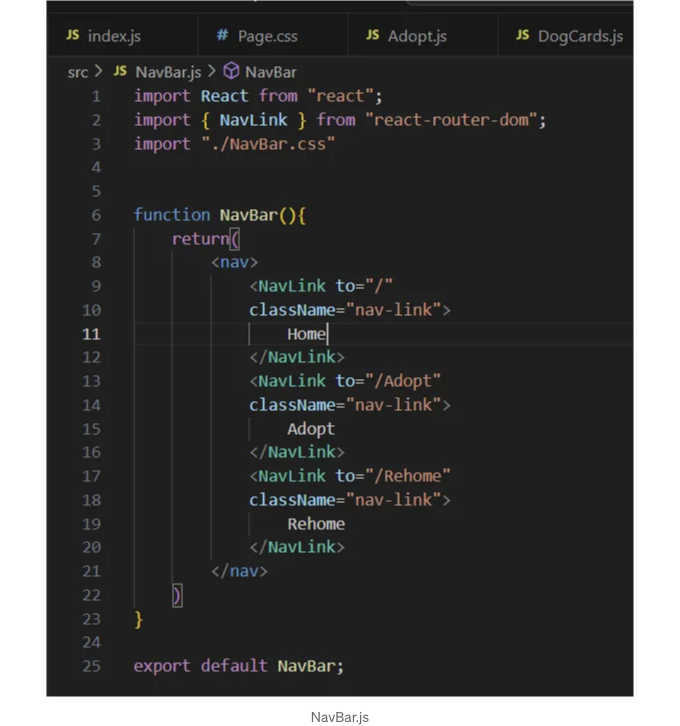 JS index.js # Page.css JS Adopt.js JS DogCards.js
src > JS NavBar.js > NavBar
1 import React from "react";
2 import { NavLink } from "react-router-dom";
3 import "./NavBar.css"
4
5
6 function NavBar(){
7 return(
8 <nav>
9 <NavLink to="/"
10 className="nav-link">
11 Home
12 </NavLink>
13 <NavLink to="/Adopt"
14 className="nav-link">
15 Adopt
16 </NavLink>
17 <NavLink to="/Rehome"
18 className="nav-link">
19 Rehome
20 </NavLink>
21 </nav>
22 )
23 }
24
25 export default NavBar;
NavBar.js